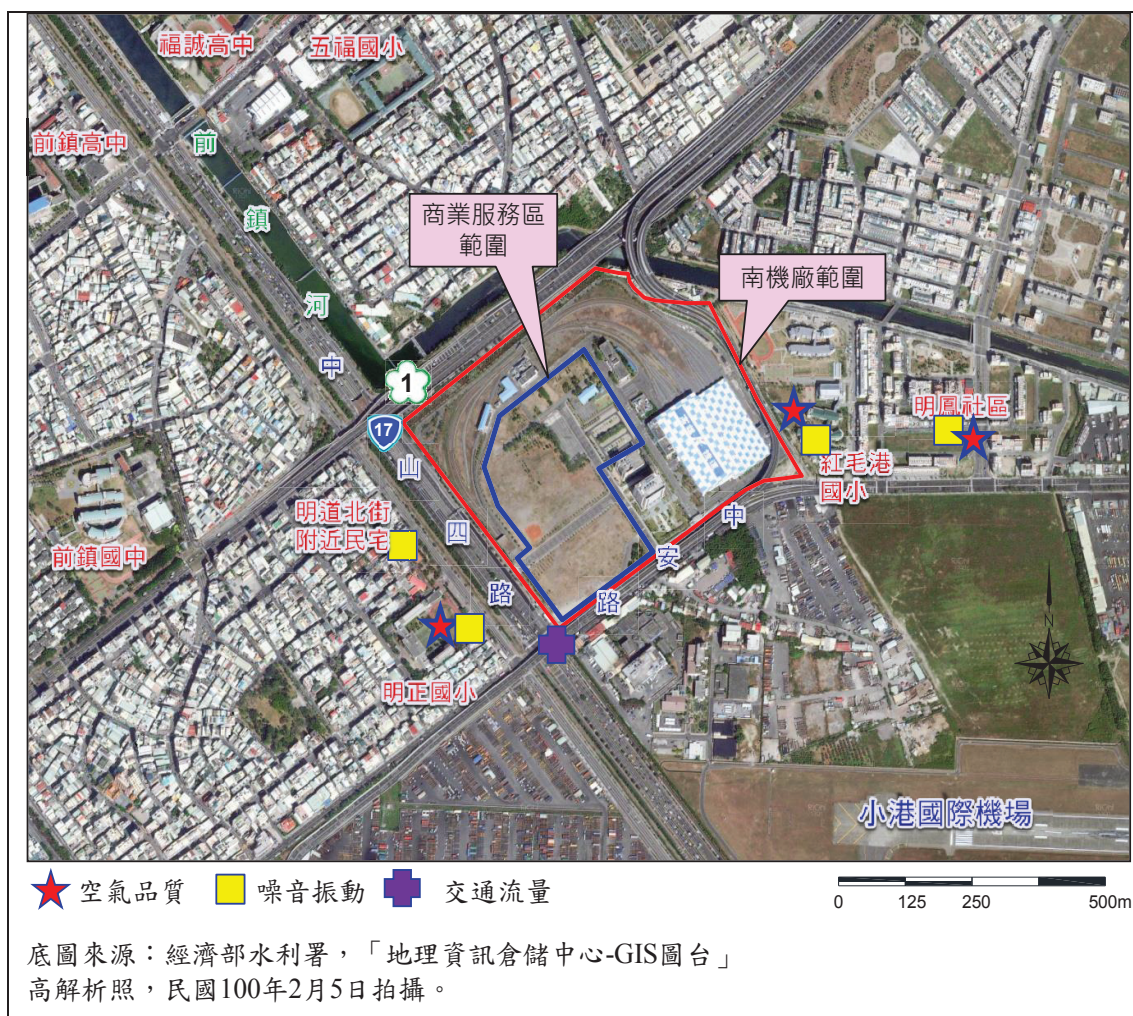 福誠高中
五福國小
前鎮高中
前
鎮
河
商業服務區
範圍
南機廠範圍
中
山
四
路
1
17
明鳳社區
紅毛港
國小
明道北街
附近民宅
前鎮國中
中
安
路
明正國小
N
小港國際機場
空氣品質
噪音振動
交通流量
0 125 250 500m
底圖來源：經濟部水利署，「地理資訊倉儲中心-GIS圖台」
高解析照，民國100年2月5日拍攝。